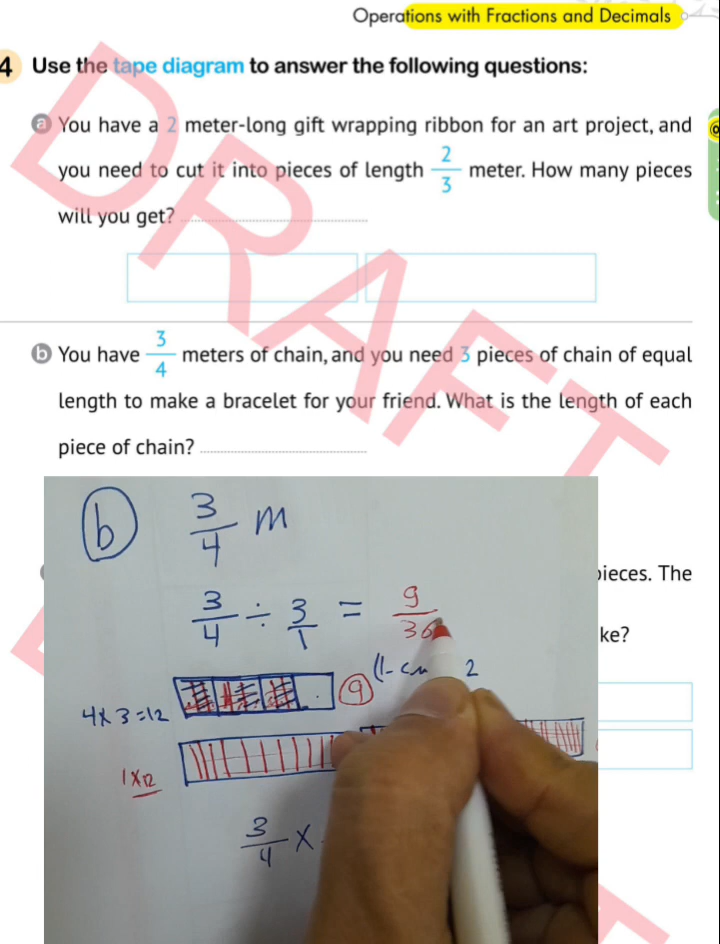 Operations with Fractions and Decimals
4 Use the tape diagram to answer the following questions:
a You have a 2 meter-long gift wrapping ribbon for an art project, and
you need to cut it into pieces of length 2/3 meter. How many pieces
will you get?
b You have 3/4 meters of chain, and you need 3 pieces of chain of equal
length to make a bracelet for your friend. What is the length of each
piece of chain?
DRAFT
b 3/4 m
pieces. The
3/4 ÷ 3/1 = 9/36
ke?
4 x 3 = 12
9
2
1 x 12
3/4 x